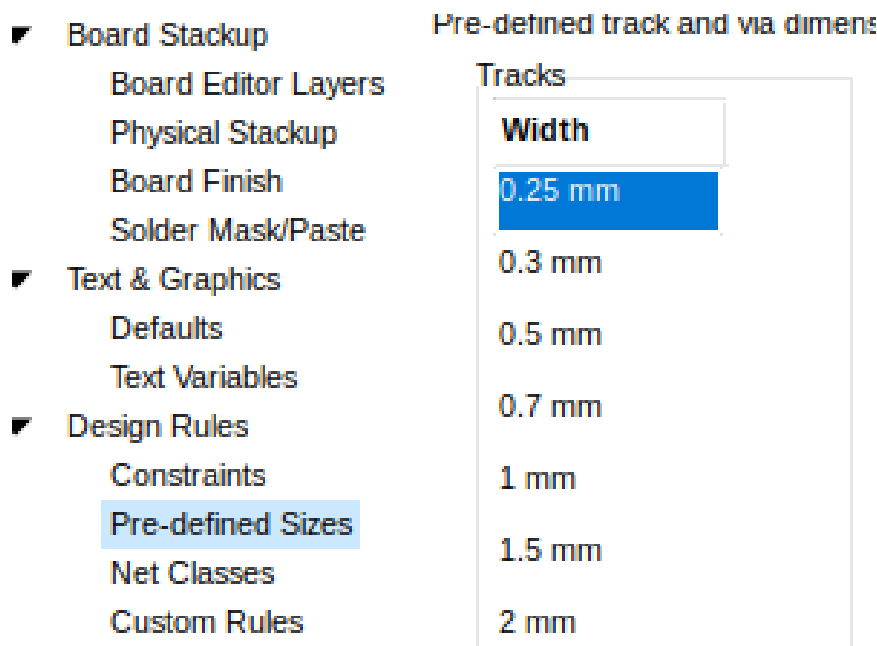 Board Stackup
Board Editor Layers
Physical Stackup
Board Finish
Solder Mask/Paste
Text & Graphics
Defaults
Text Variables
Design Rules
Constraints
Pre-defined Sizes
Net Classes
Custom Rules
Pre-defined track and via dimens
Tracks
Width
0.25 mm
0.3 mm
0.5 mm
0.7 mm
1 mm
1.5 mm
2 mm